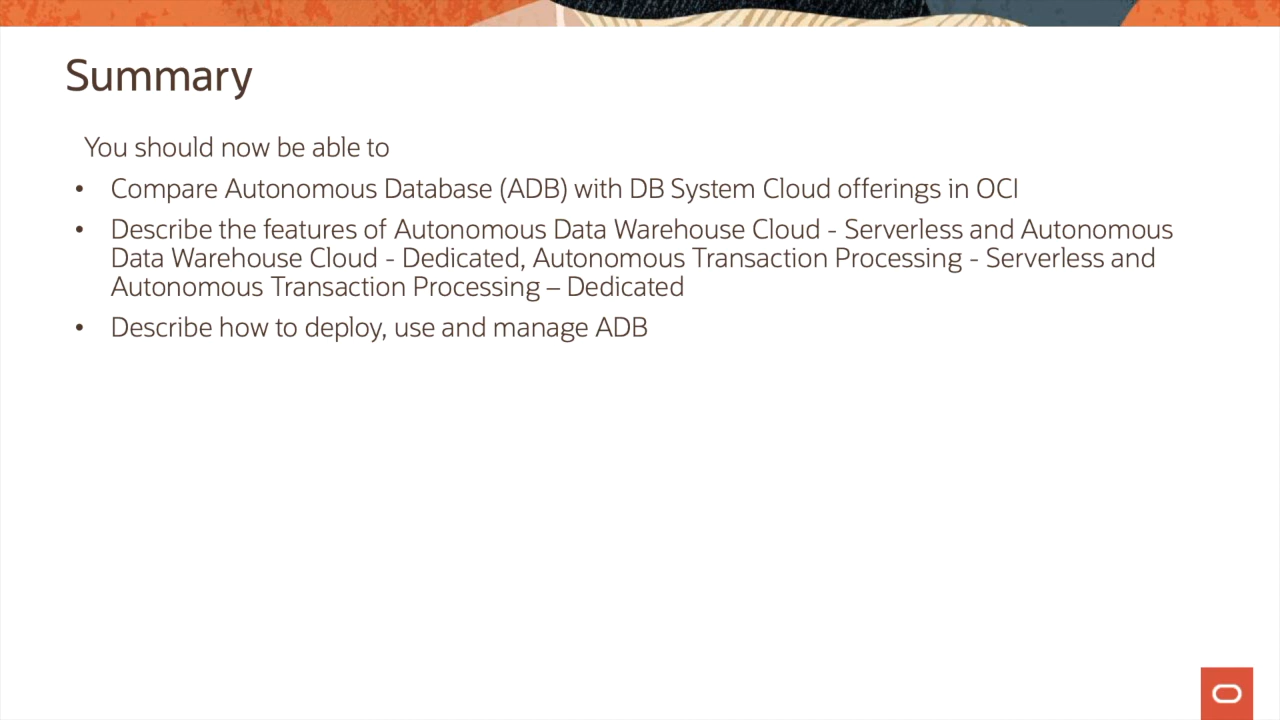 Summary
You should now be able to
• Compare Autonomous Database (ADB) with DB System Cloud offerings in OCI
• Describe the features of Autonomous Data Warehouse Cloud - Serverless and Autonomous
Data Warehouse Cloud - Dedicated, Autonomous Transaction Processing - Serverless and
Autonomous Transaction Processing – Dedicated
• Describe how to deploy, use and manage ADB